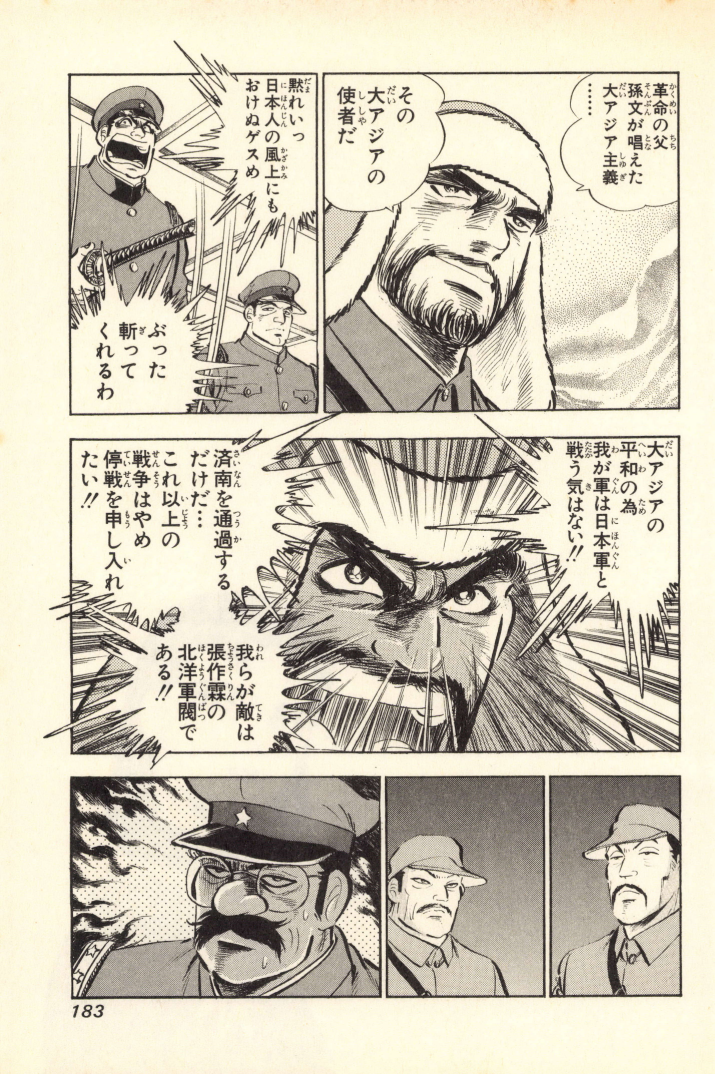 革命の父
孫文が唱えた
大アジア主義
……
その
大アジアの
使者だ
黙れいっ
日本人の風上にも
おけぬゲスめ
ぶった
斬って
くれるわ
大アジアの
平和の為
我が軍は日本軍と
戦う気はない!!
済南を通過する
だけだ…
これ以上の
戦争はやめ
停戦を申し入れ
たい!!
我らが敵は
張作霖の
北洋軍閥で
ある!!
183